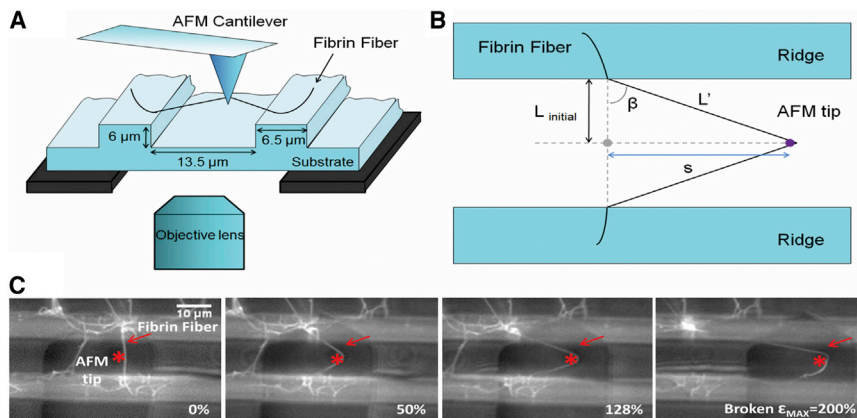 A
AFM Cantilever
Fibrin Fiber
6 µm
6.5 µm
13.5 µm
Substrate
Objective lens
B
Fibrin Fiber
Ridge
L initial
β
L'
AFM tip
s
Ridge
C
10 µm
Fibrin Fiber
*
AFM
tip
0%
*
50%
*
128%
*
Broken εMAX=200%